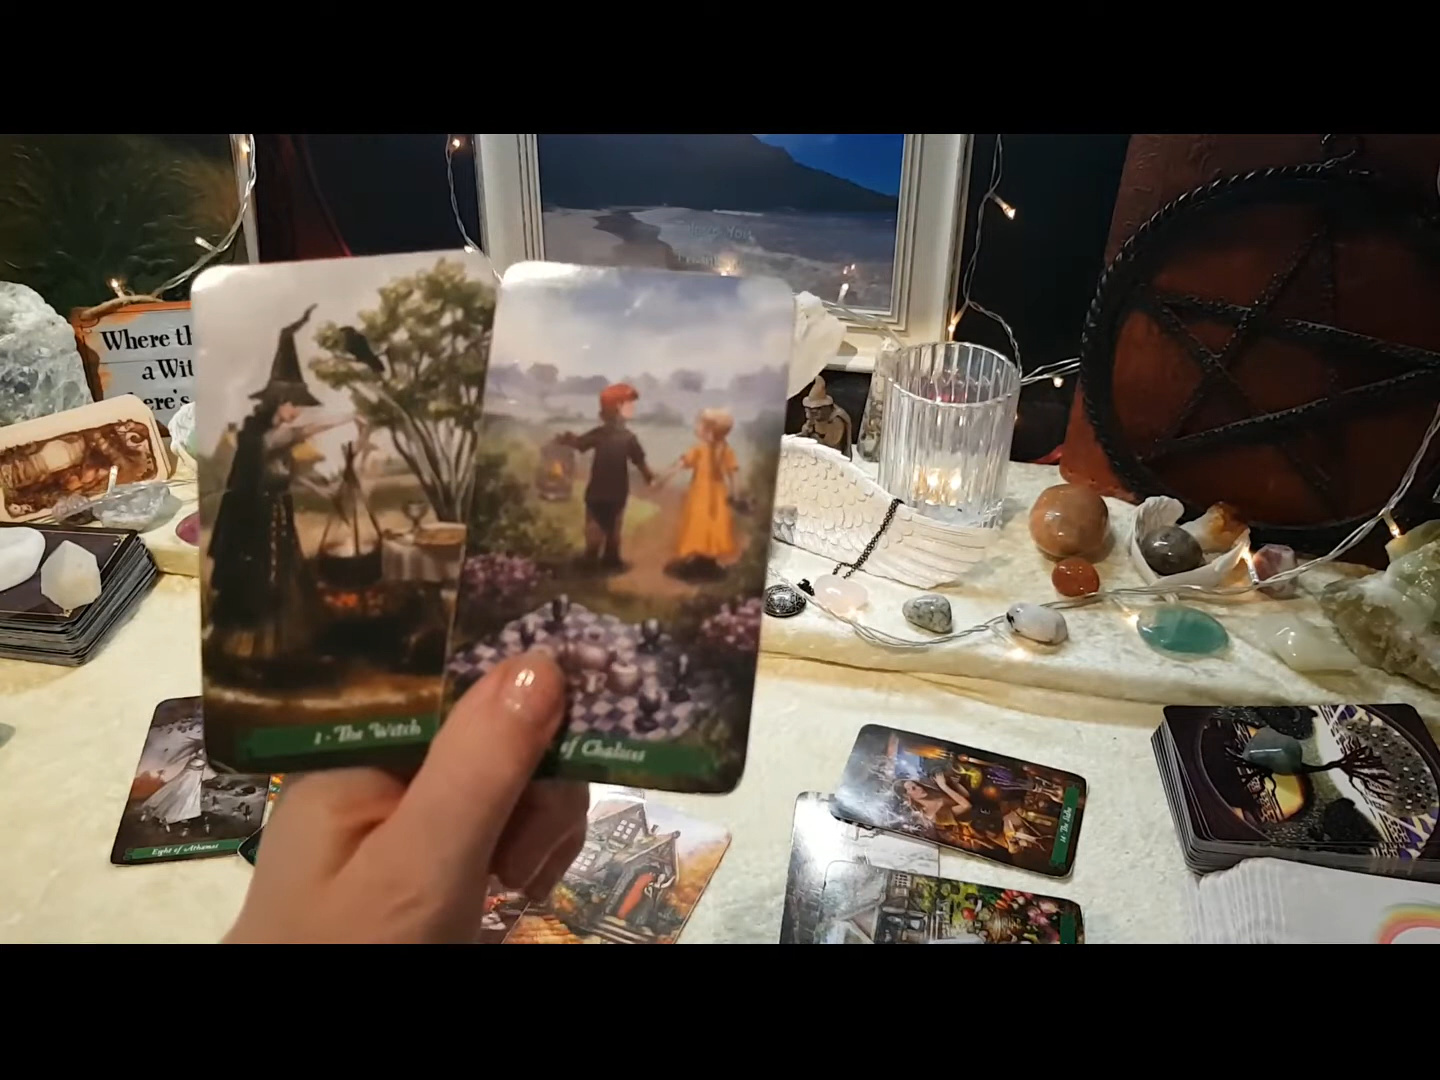 Where th
a Wit
ere's
1 - The Witch
of Chalices
Eight of Athames